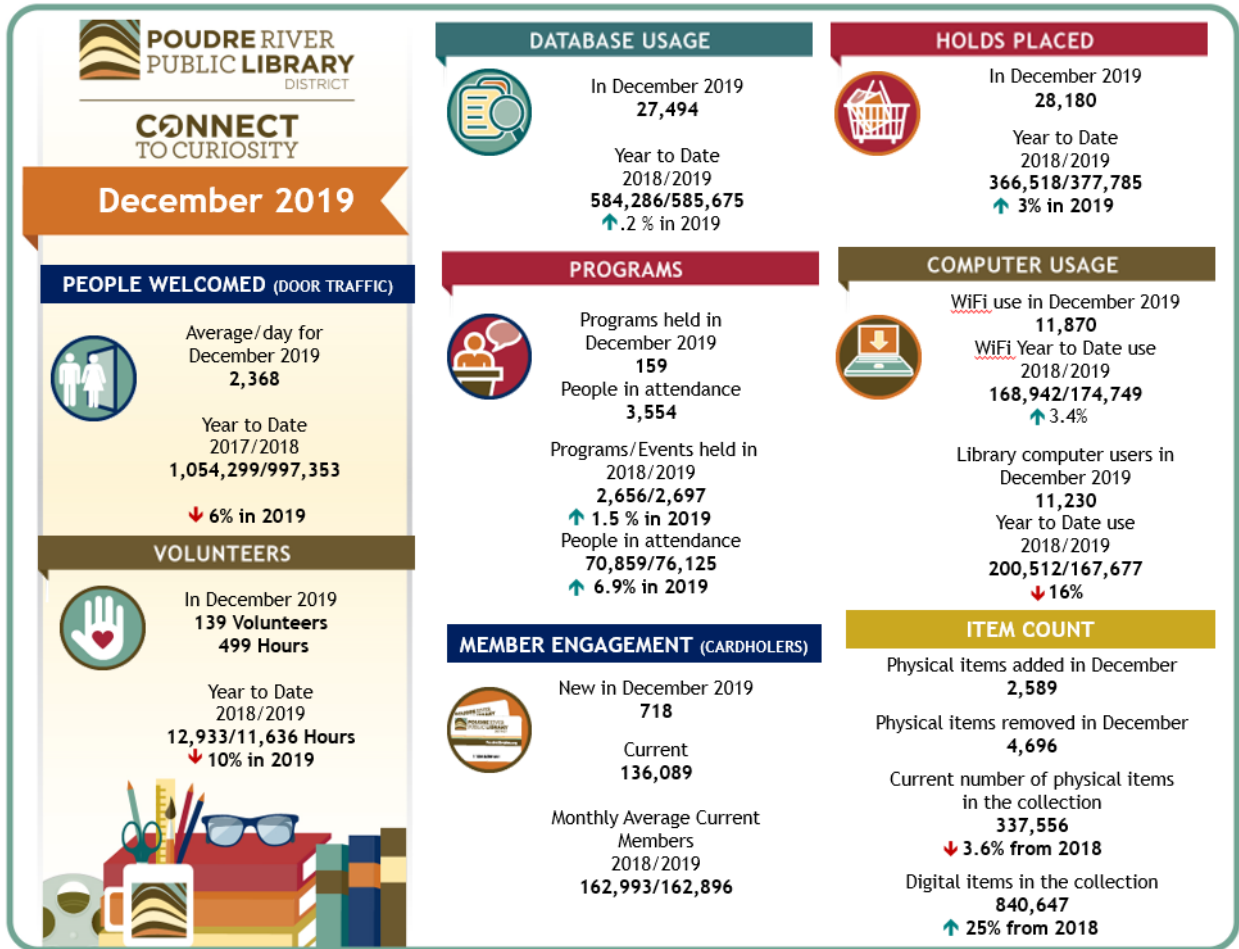 POUDRE RIVER
PUBLIC LIBRARY
DISTRICT
CONNECT
TO CURIOSITY
December 2019
PEOPLE WELCOMED (DOOR TRAFFIC)
Average/day for
December 2019
2,368
Year to Date
2017/2018
1,054,299/997,353
↓ 6% in 2019
VOLUNTEERS
In December 2019
139 Volunteers
499 Hours
Year to Date
2018/2019
12,933/11,636 Hours
↓ 10% in 2019
DATABASE USAGE
In December 2019
27,494
Year to Date
2018/2019
584,286/585,675
↑ .2 % in 2019
PROGRAMS
Programs held in
December 2019
159
People in attendance
3,554
Programs/Events held in
2018/2019
2,656/2,697
↑ 1.5 % in 2019
People in attendance
70,859/76,125
↑ 6.9% in 2019
MEMBER ENGAGEMENT (CARDHOLERS)
POUDRE RIVER
PUBLIC LIBRARY
New in December 2019
718
Current
136,089
Monthly Average Current
Members
2018/2019
162,993/162,896
HOLDS PLACED
In December 2019
28,180
Year to Date
2018/2019
366,518/377,785
↑ 3% in 2019
COMPUTER USAGE
WiFi use in December 2019
11,870
WiFi Year to Date use
2018/2019
168,942/174,749
↑ 3.4%
Library computer users in
December 2019
11,230
Year to Date use
2018/2019
200,512/167,677
↓ 16%
ITEM COUNT
Physical items added in December
2,589
Physical items removed in December
4,696
Current number of physical items
in the collection
337,556
↓ 3.6% from 2018
Digital items in the collection
840,647
↑ 25% from 2018